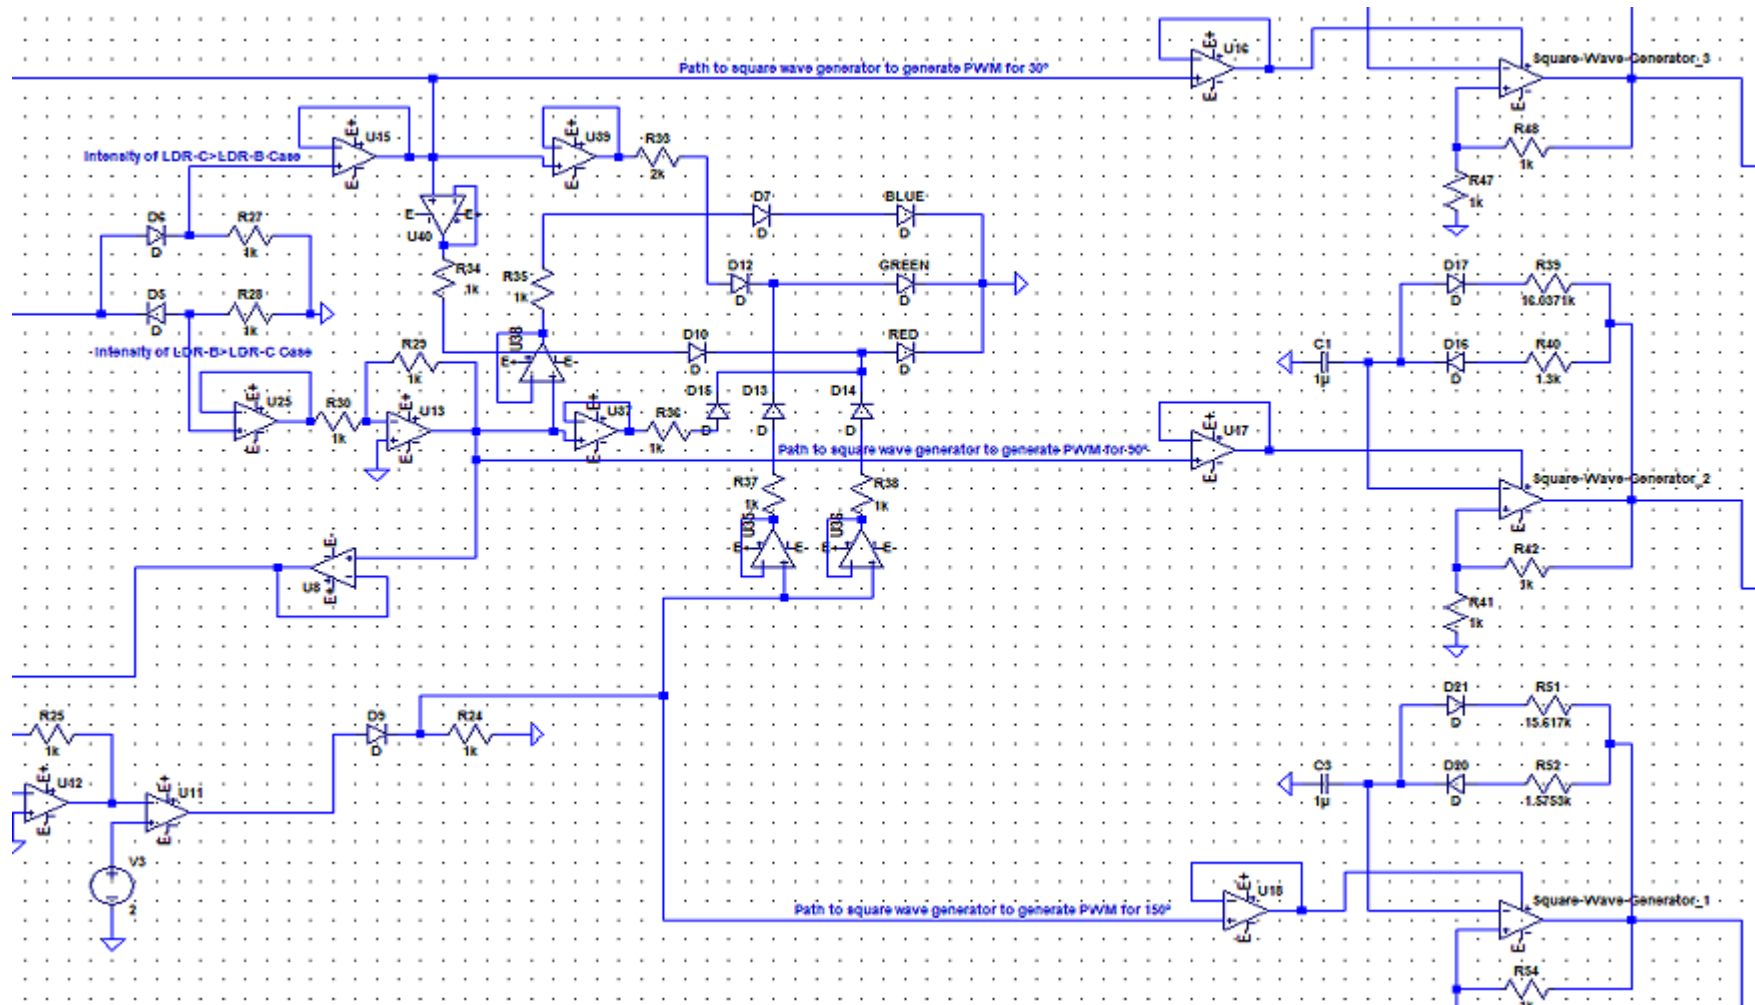 U16
E+
E-
Path to square wave generator to generate PWM for 30°
Square-Wave-Generator_3
E-
R48
1k
R47
1k
U15
E+
E-
Intensity of LDR-C>LDR-B Case
U39
E+
E-
R33
2k
D6
D
R27
1k
E-
E+
U40
D7
D
BLUE
D5
D
R28
1k
R34
1k
R35
1k
D12
D
GREEN
D17
D
R39
16.0371k
Intensity of LDR-B>LDR-C Case
R29
1k
U38
E+
E-
D10
D
RED
C1
1µ
D16
D
R40
1.3k
U25
E+
E-
R30
1k
U13
E+
E-
U37
E+
E-
R36
1k
D15
D
D13
D14
U17
E+
E-
Path to square wave generator to generate PWM for 90°
R37
1k
R38
1k
Square-Wave-Generator_2
E-
E+
E-
E+
E-
R42
1k
R41
1k
U8
E-
E+
R25
1k
D9
D
R24
1k
D21
D
R51
15.617k
U12
E+
E-
U11
E+
E-
C3
1µ
D20
D
R52
1.5753k
V3
2
U18
E+
E-
Path to square wave generator to generate PWM for 150°
Square-Wave-Generator_1
E-
R54